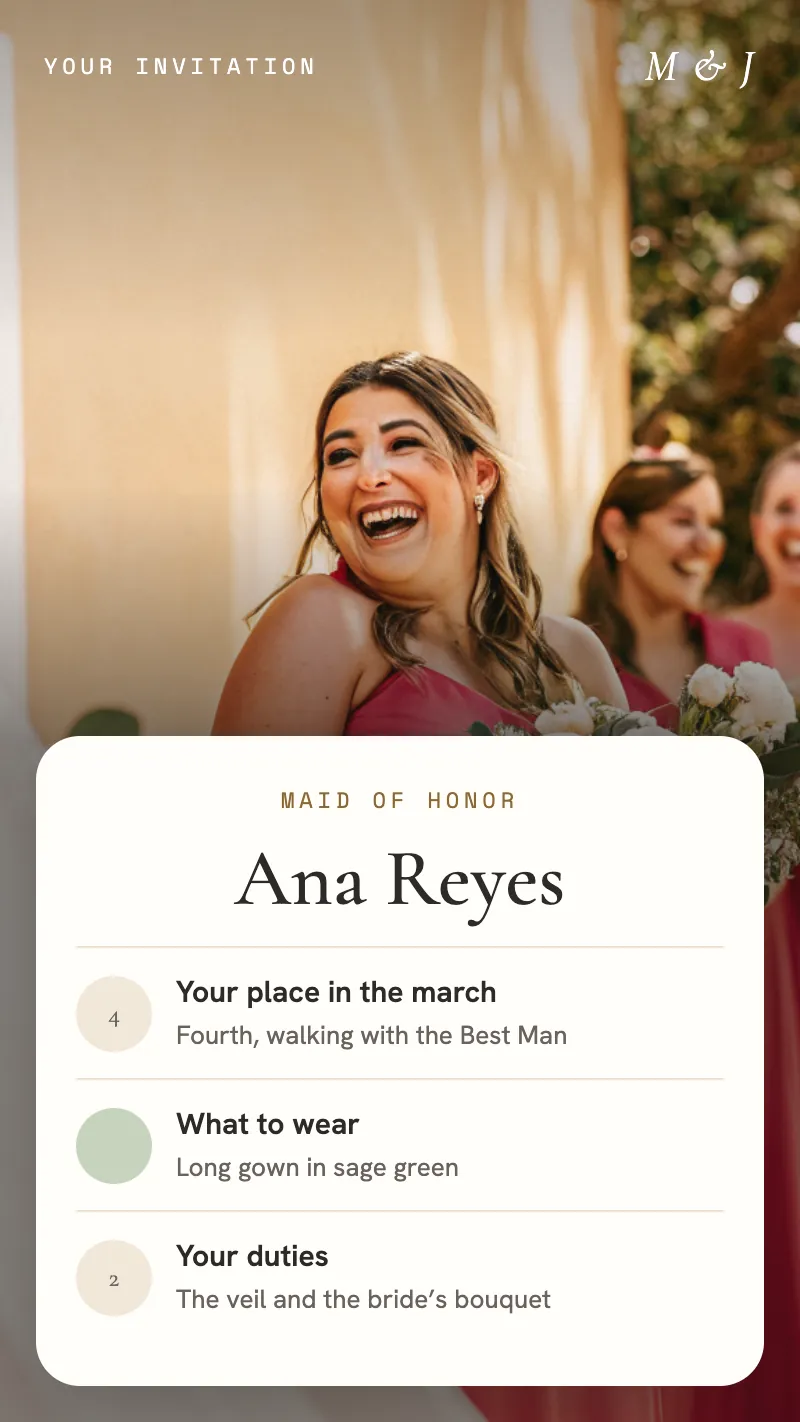 YOUR INVITATION
M & J
MAID OF HONOR
Ana Reyes
4
Your place in the march
Fourth, walking with the Best Man
What to wear
Long gown in sage green
2
Your duties
The veil and the bride’s bouquet